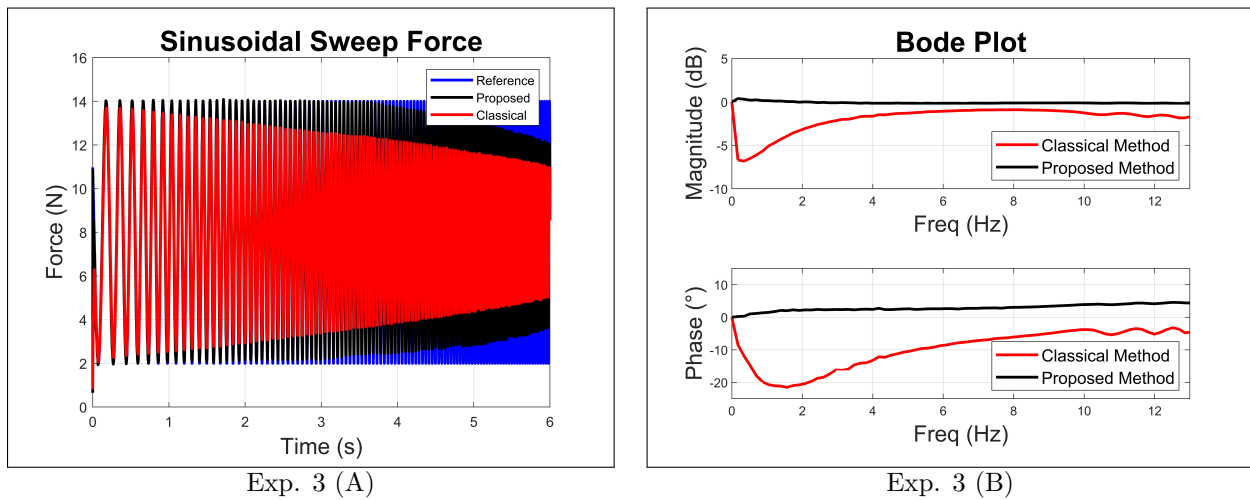 Sinusoidal Sweep Force
16
14
12
10
8
6
4
2
0
Force (N)
Reference
Proposed
Classical
0 1 2 3 4 5 6
Time (s)
Exp. 3 (A)
Bode Plot
5
0
-5
-10
Magnitude (dB)
Classical Method
Proposed Method
0 2 4 6 8 10 12
Freq (Hz)
10
0
-10
-20
Phase (°)
Classical Method
Proposed Method
0 2 4 6 8 10 12
Freq (Hz)
Exp. 3 (B)